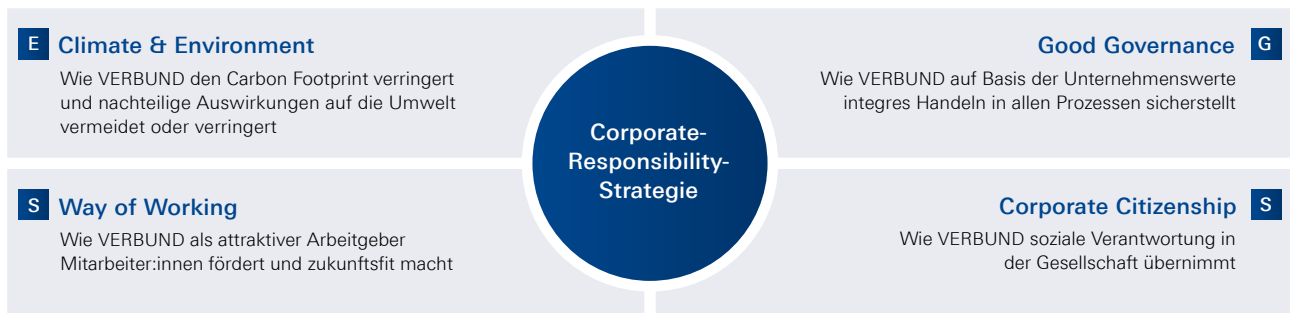 E Climate & Environment
Wie VERBUND den Carbon Footprint verringert
und nachteilige Auswirkungen auf die Umwelt
vermeidet oder verringert
Good Governance G
Wie VERBUND auf Basis der Unternehmenswerte
integres Handeln in allen Prozessen sicherstellt
Corporate-
Responsibility-
Strategie
S Way of Working
Wie VERBUND als attraktiver Arbeitgeber
Mitarbeiter:innen fördert und zukunftsfit macht
Corporate Citizenship S
Wie VERBUND soziale Verantwortung in
der Gesellschaft übernimmt